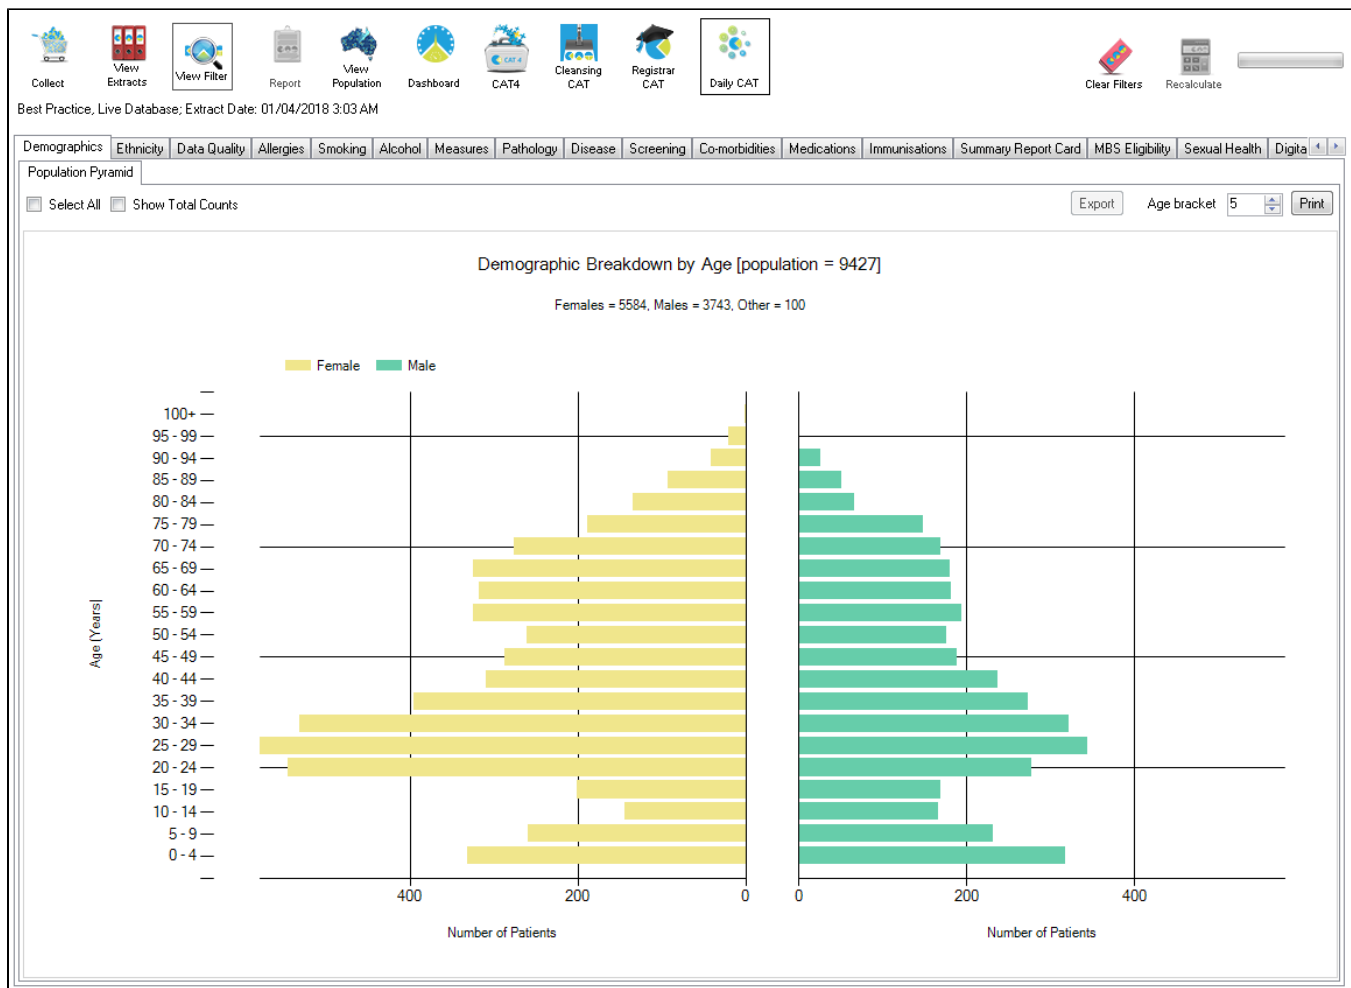 Collect
View Extracts
View Filter
Report
View Population
Dashboard
CAT 4
CAT4
Cleansing CAT
Registrar CAT
Daily CAT
Clear Filters
Recalculate
Best Practice, Live Database; Extract Date: 01/04/2018 3:03 AM
Demographics Ethnicity Data Quality Allergies Smoking Alcohol Measures Pathology Disease Screening Co-morbidities Medications Immunisations Summary Report Card MBS Eligibility Sexual Health Digita
Population Pyramid
Select All Show Total Counts Export Age bracket 5 Print
Demographic Breakdown by Age [population = 9427]
Females = 5584, Males = 3743, Other = 100
Female Male
100+
95 - 99
90 - 94
85 - 89
80 - 84
75 - 79
70 - 74
65 - 69
60 - 64
55 - 59
50 - 54
45 - 49
40 - 44
35 - 39
30 - 34
25 - 29
20 - 24
15 - 19
10 - 14
5 - 9
0 - 4
Age (Years)
400 200 0 0 200 400
Number of Patients Number of Patients